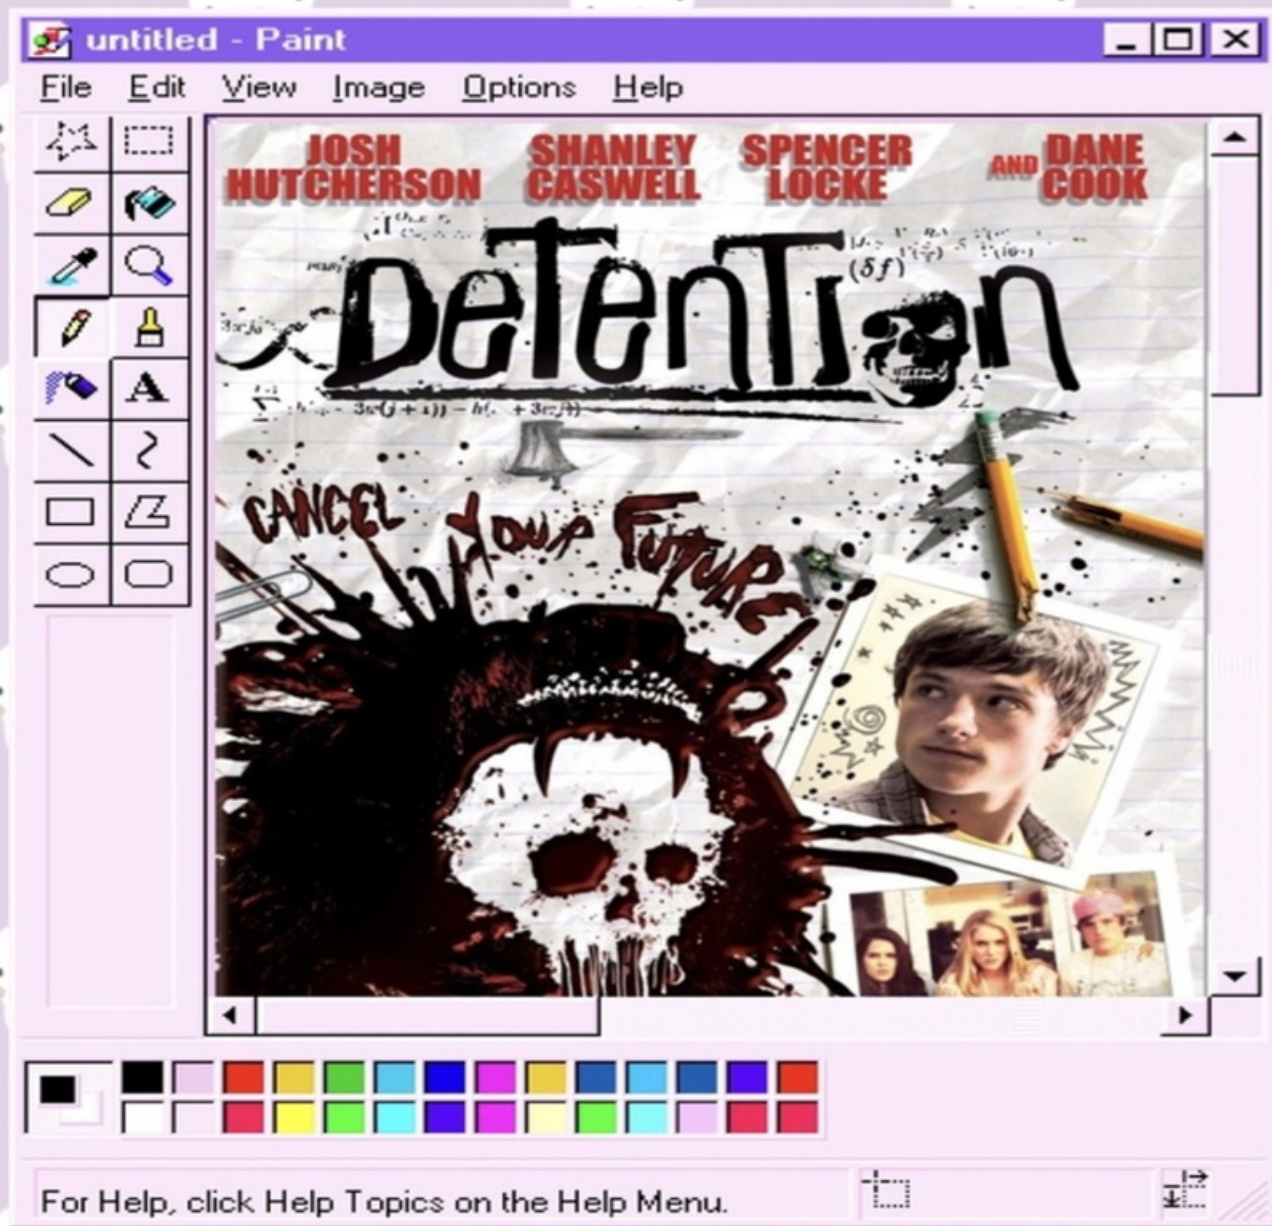 untitled - Paint
File Edit View Image Options Help
JOSH HUTCHERSON
SHANLEY CASWELL
SPENCER LOCKE
AND DANE COOK
DETENTION
(δf)
CANCEL YOUR FUTURE
A
For Help, click Help Topics on the Help Menu.